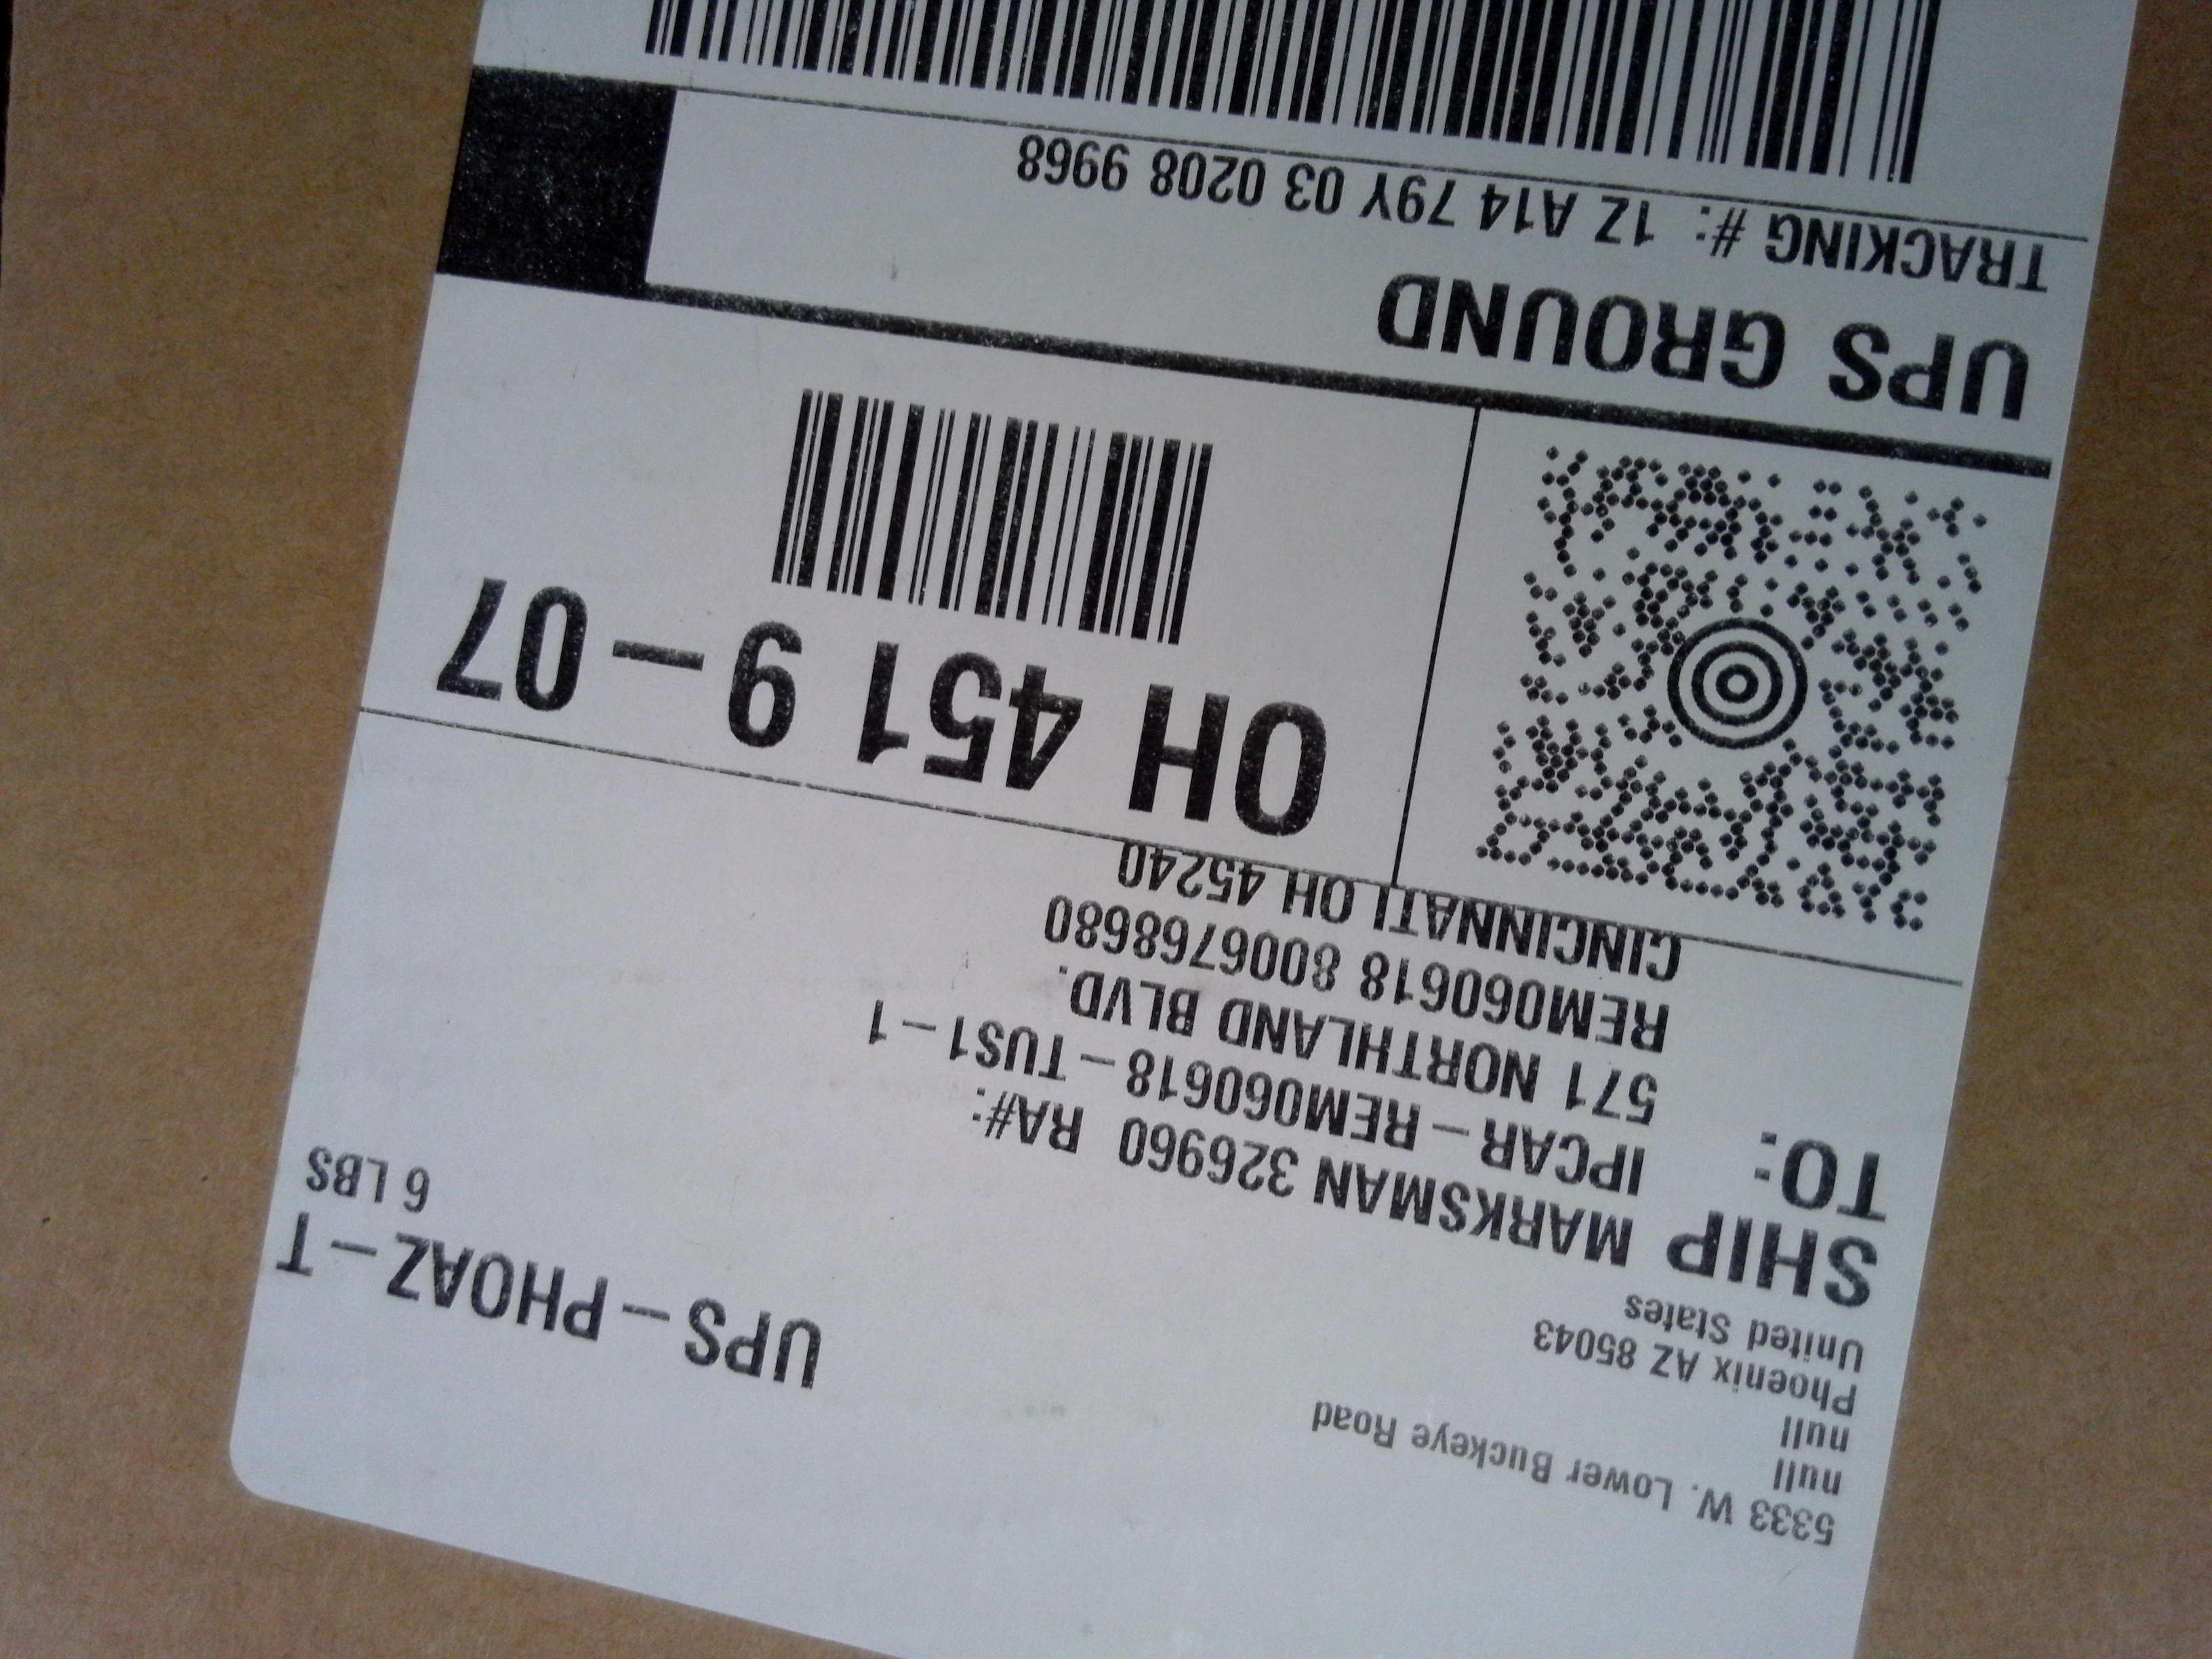 5333 W. Lower Buckeye Road
null
null
Phoenix AZ 85043
United States
UPS-PHOAZ-T
6 LBS
SHIP TO:
MARKSMAN 326960 RA#:
IPCAR-REM060618-TUS1-1
571 NORTHLAND BLVD.
REM060618 8006768680
CINCINNATI OH 45240
OH 451 9-07
UPS GROUND
TRACKING #: 1Z A14 79Y 03 0208 9968